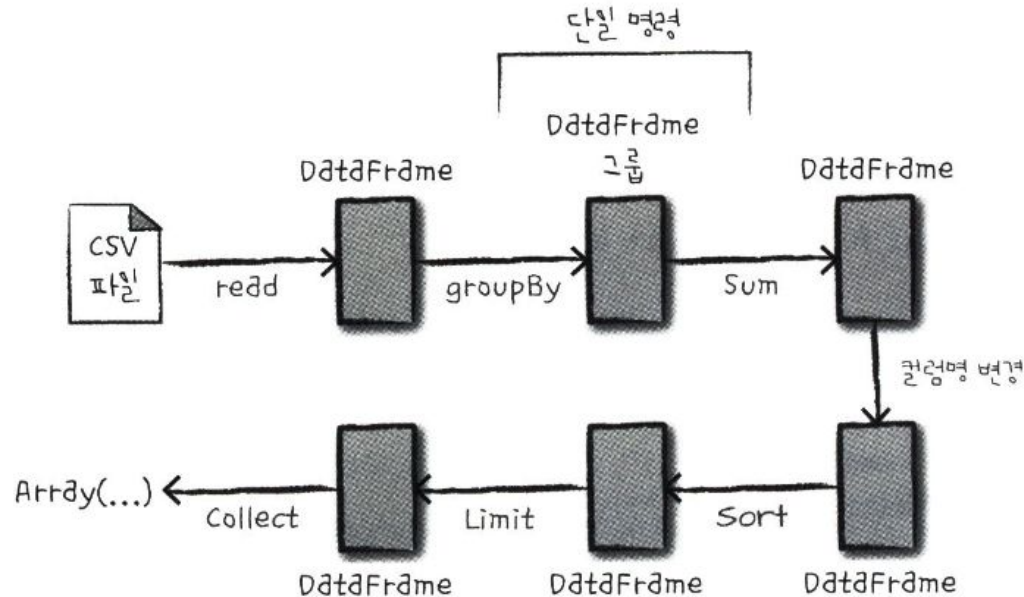 단일 명령
DataFrame
그룹
DataFrame
DataFrame
CSV
파일
read
groupBy
Sum
컬럼명 변경
Array(...)
Collect
Limit
Sort
DataFrame
DataFrame
DataFrame